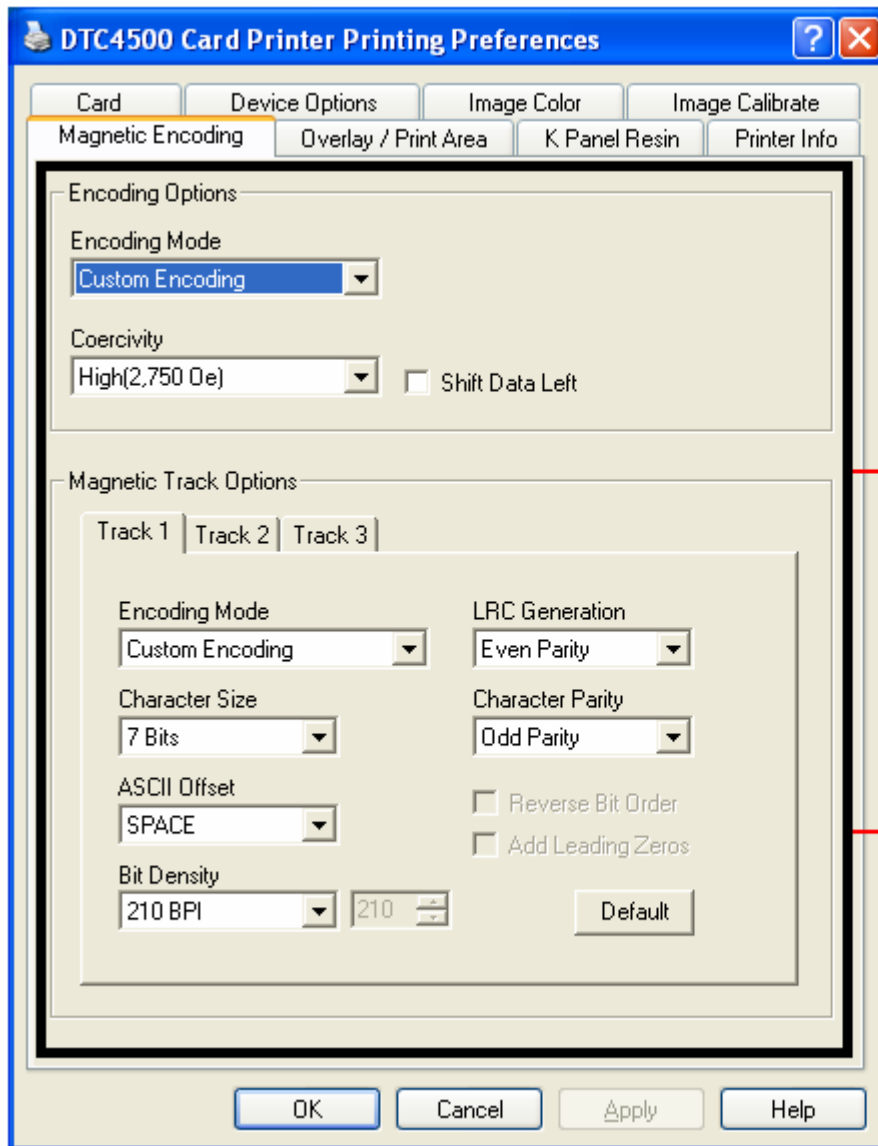 DTC4500 Card Printer Printing Preferences
Card Device Options Image Color Image Calibrate
Magnetic Encoding Overlay / Print Area K Panel Resin Printer Info
Encoding Options
Encoding Mode
Custom Encoding
Coercivity
High(2,750 Oe) Shift Data Left
Magnetic Track Options
Track 1 Track 2 Track 3
Encoding Mode LRC Generation
Custom Encoding Even Parity
Character Size Character Parity
7 Bits Odd Parity
ASCII Offset Reverse Bit Order
SPACE Add Leading Zeros
Bit Density
210 BPI 210 Default
OK Cancel Apply Help